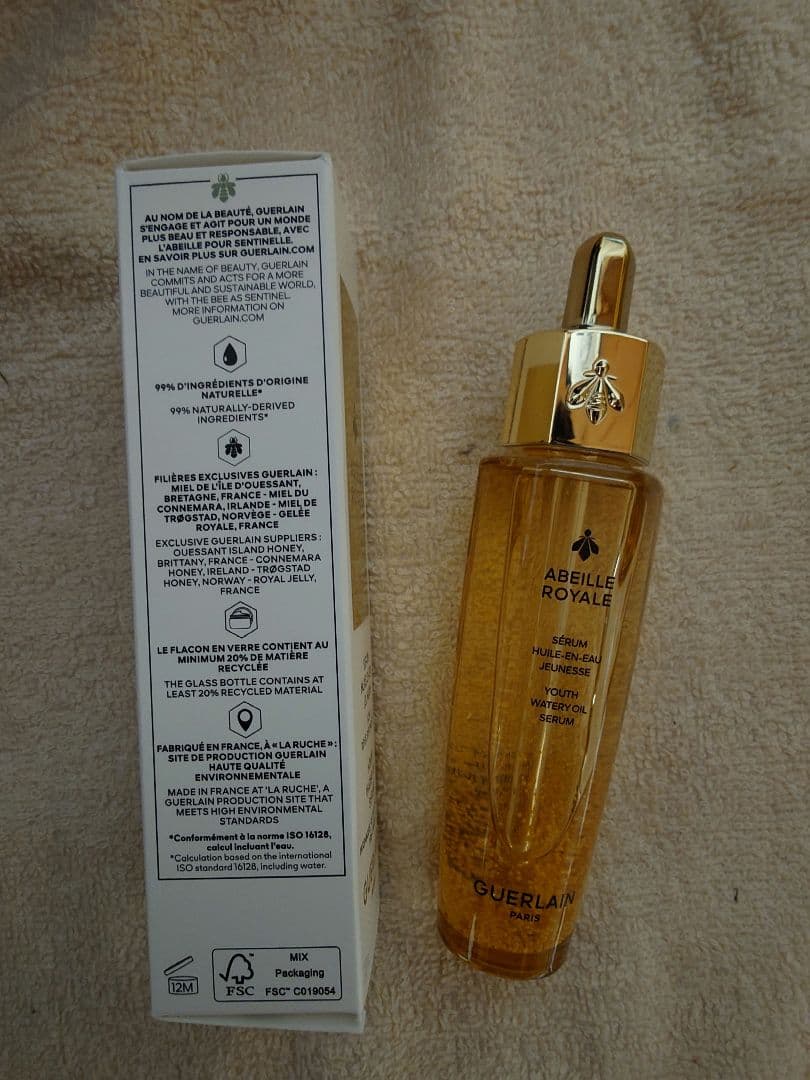 AU NOM DE LA BEAUTÉ, GUERLAIN
S'ENGAGE ET AGIT POUR UN MONDE
PLUS BEAU ET RESPONSABLE, AVEC
L'ABEILLE POUR SENTINELLE.
EN SAVOIR PLUS SUR GUERLAIN.COM
IN THE NAME OF BEAUTY, GUERLAIN
COMMITS AND ACTS FOR A MORE
BEAUTIFUL AND SUSTAINABLE WORLD,
WITH THE BEE AS SENTINEL.
MORE INFORMATION ON
GUERLAIN.COM
99% D'INGRÉDIENTS D'ORIGINE
NATURELLE*
99% NATURALLY-DERIVED
INGREDIENTS*
FILIÈRES EXCLUSIVES GUERLAIN :
MIEL DE L'ÎLE D'OUESSANT,
BRETAGNE, FRANCE - MIEL DU
CONNEMARA, IRLANDE - MIEL DE
TRØGSTAD, NORVÈGE - GELÉE
ROYALE, FRANCE
EXCLUSIVE GUERLAIN SUPPLIERS :
OUESSANT ISLAND HONEY,
BRITTANY, FRANCE - CONNEMARA
HONEY, IRELAND - TRØGSTAD
HONEY, NORWAY - ROYAL JELLY,
FRANCE
LE FLACON EN VERRE CONTIENT AU
MINIMUM 20% DE MATIÈRE
RECYCLÉE
THE GLASS BOTTLE CONTAINS AT
LEAST 20% RECYCLED MATERIAL
FABRIQUÉ EN FRANCE, À « LA RUCHE » :
SITE DE PRODUCTION GUERLAIN
HAUTE QUALITÉ
ENVIRONNEMENTALE
MADE IN FRANCE AT 'LA RUCHE', A
GUERLAIN PRODUCTION SITE THAT
MEETS HIGH ENVIRONMENTAL
STANDARDS
*Conformément à la norme ISO 16128,
calcul incluant l'eau.
*Calculation based on the international
ISO standard 16128, including water.
12M
FSC™
MIX
Packaging
FSC™ C019054
ABEILLE
ROYALE
SÉRUM
HUILE-EN-EAU
JEUNESSE
YOUTH
WATERY OIL
SERUM
GUERLAIN
PARIS